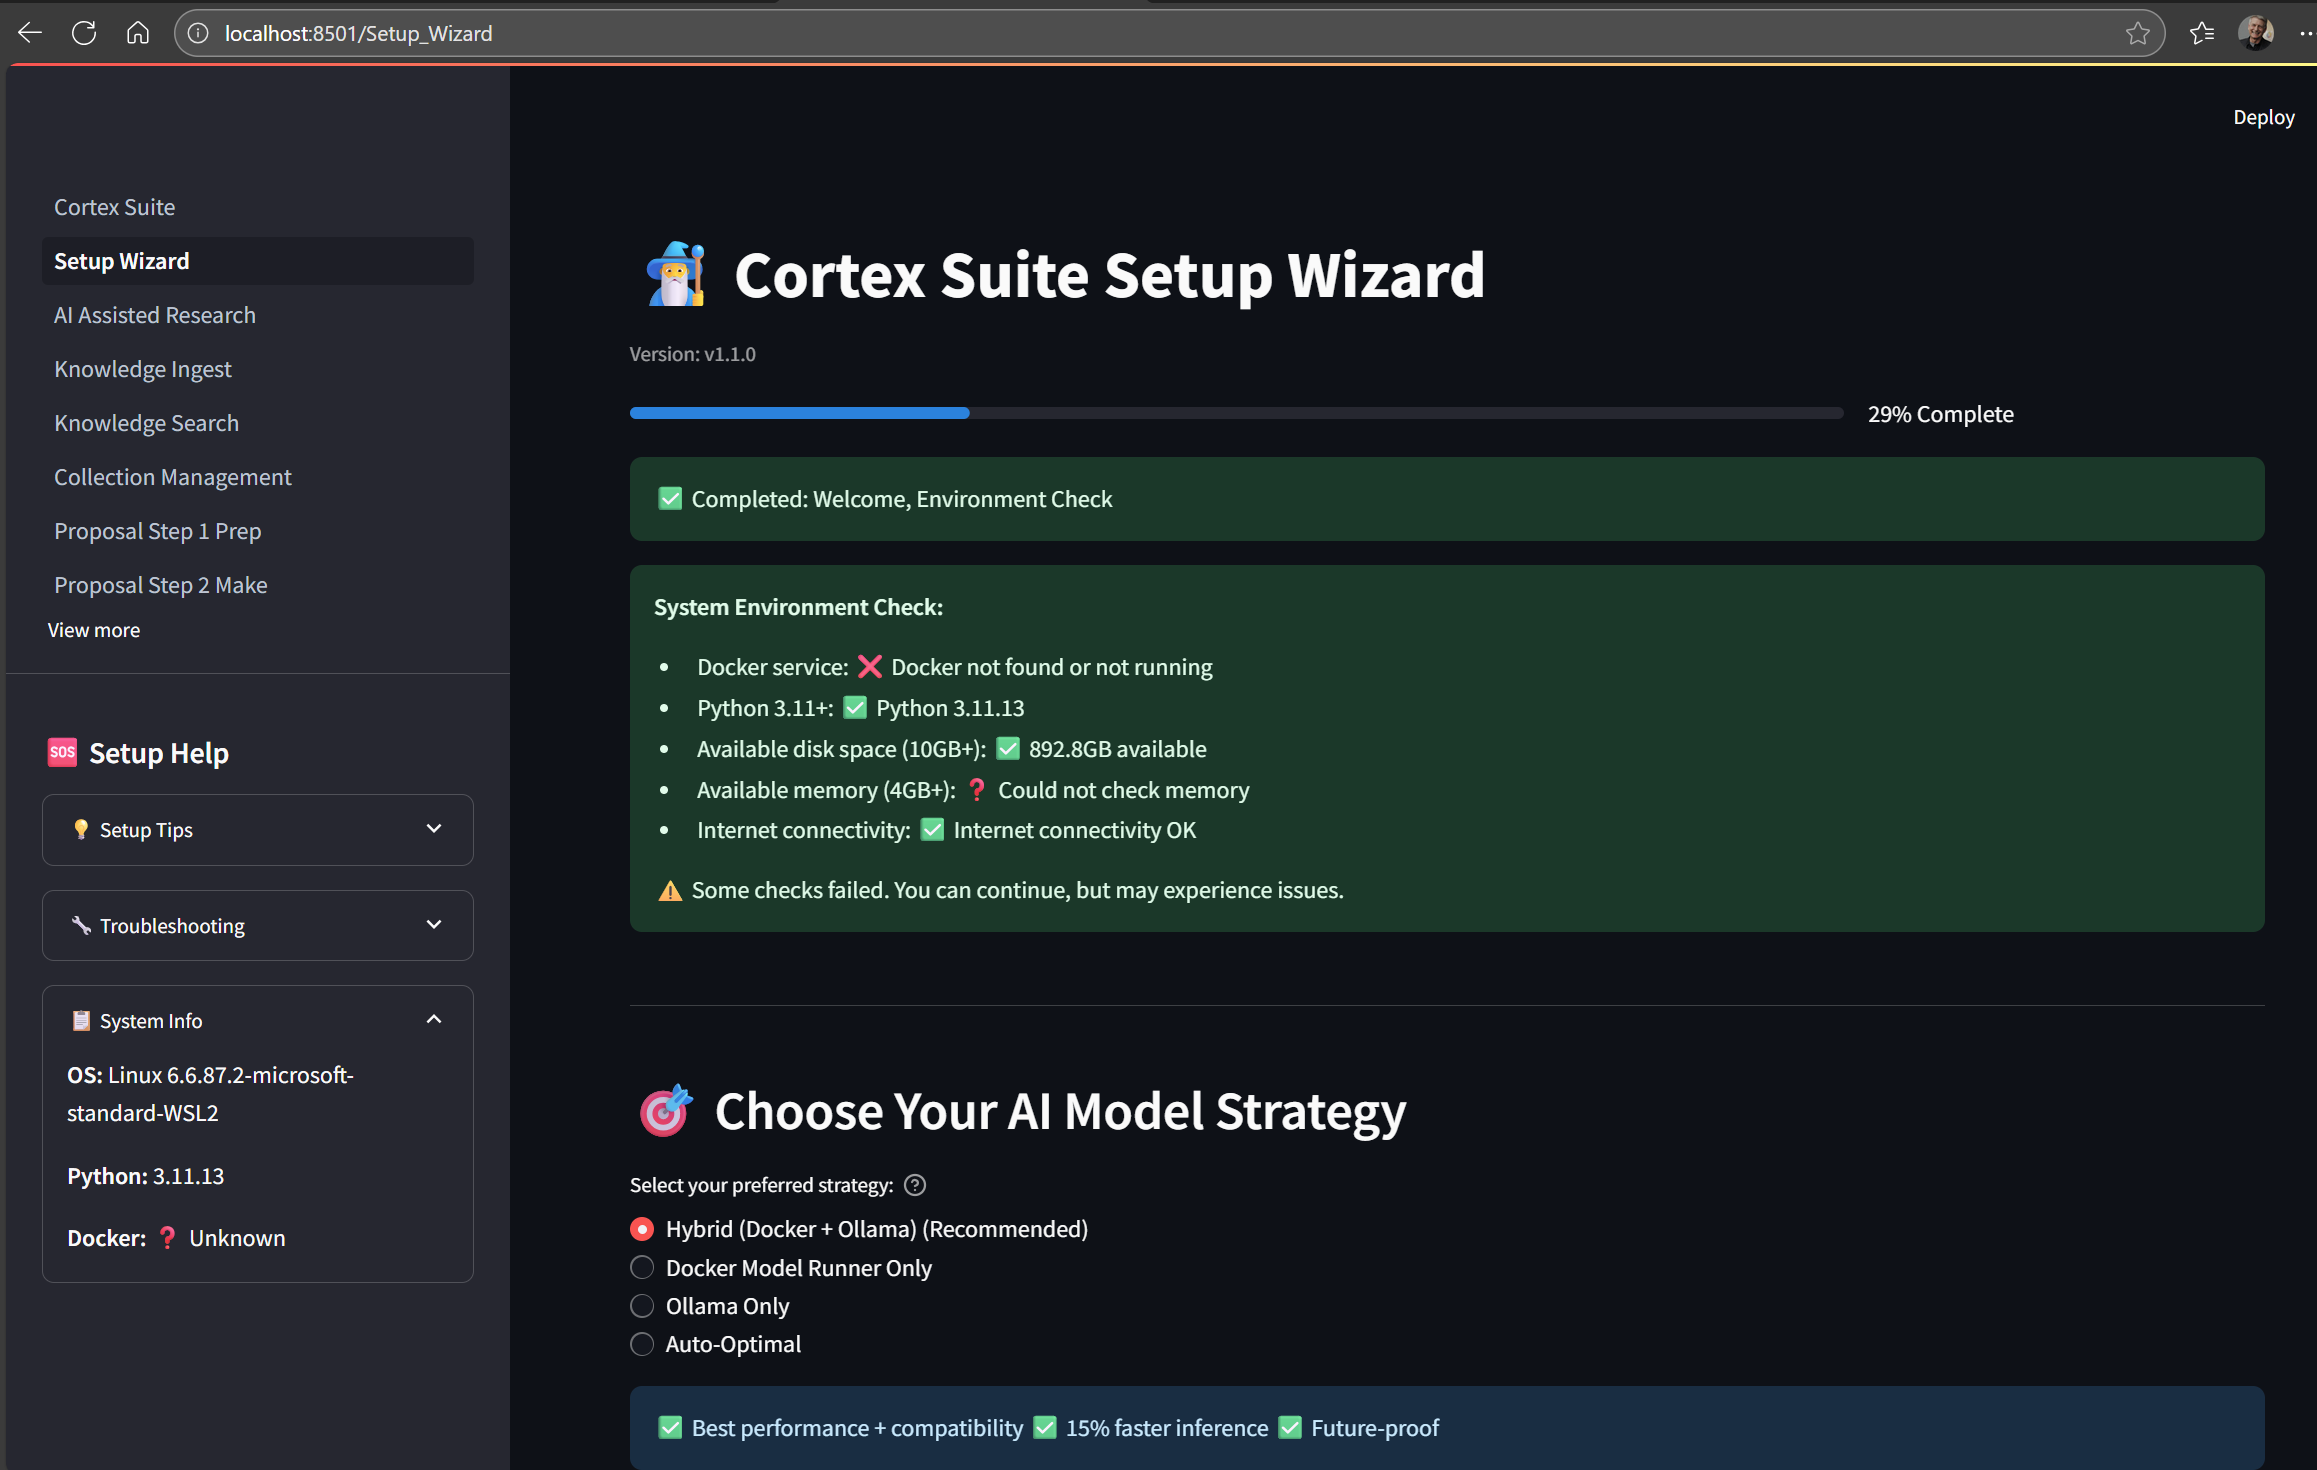 localhost:8501/Setup_Wizard
Deploy
Cortex Suite
Setup Wizard
AI Assisted Research
Knowledge Ingest
Knowledge Search
Collection Management
Proposal Step 1 Prep
Proposal Step 2 Make
View more
SOS Setup Help
Setup Tips
Troubleshooting
System Info
OS: Linux 6.6.87.2-microsoft-
standard-WSL2
Python: 3.11.13
Docker: ❓ Unknown
Cortex Suite Setup Wizard
Version: v1.1.0
29% Complete
✅ Completed: Welcome, Environment Check
System Environment Check:
• Docker service: ❌ Docker not found or not running
• Python 3.11+: ✅ Python 3.11.13
• Available disk space (10GB+): ✅ 892.8GB available
• Available memory (4GB+): ❓ Could not check memory
• Internet connectivity: ✅ Internet connectivity OK
⚠️ Some checks failed. You can continue, but may experience issues.
Choose Your AI Model Strategy
Select your preferred strategy:
Hybrid (Docker + Ollama) (Recommended)
Docker Model Runner Only
Ollama Only
Auto-Optimal
✅ Best performance + compatibility ✅ 15% faster inference ✅ Future-proof